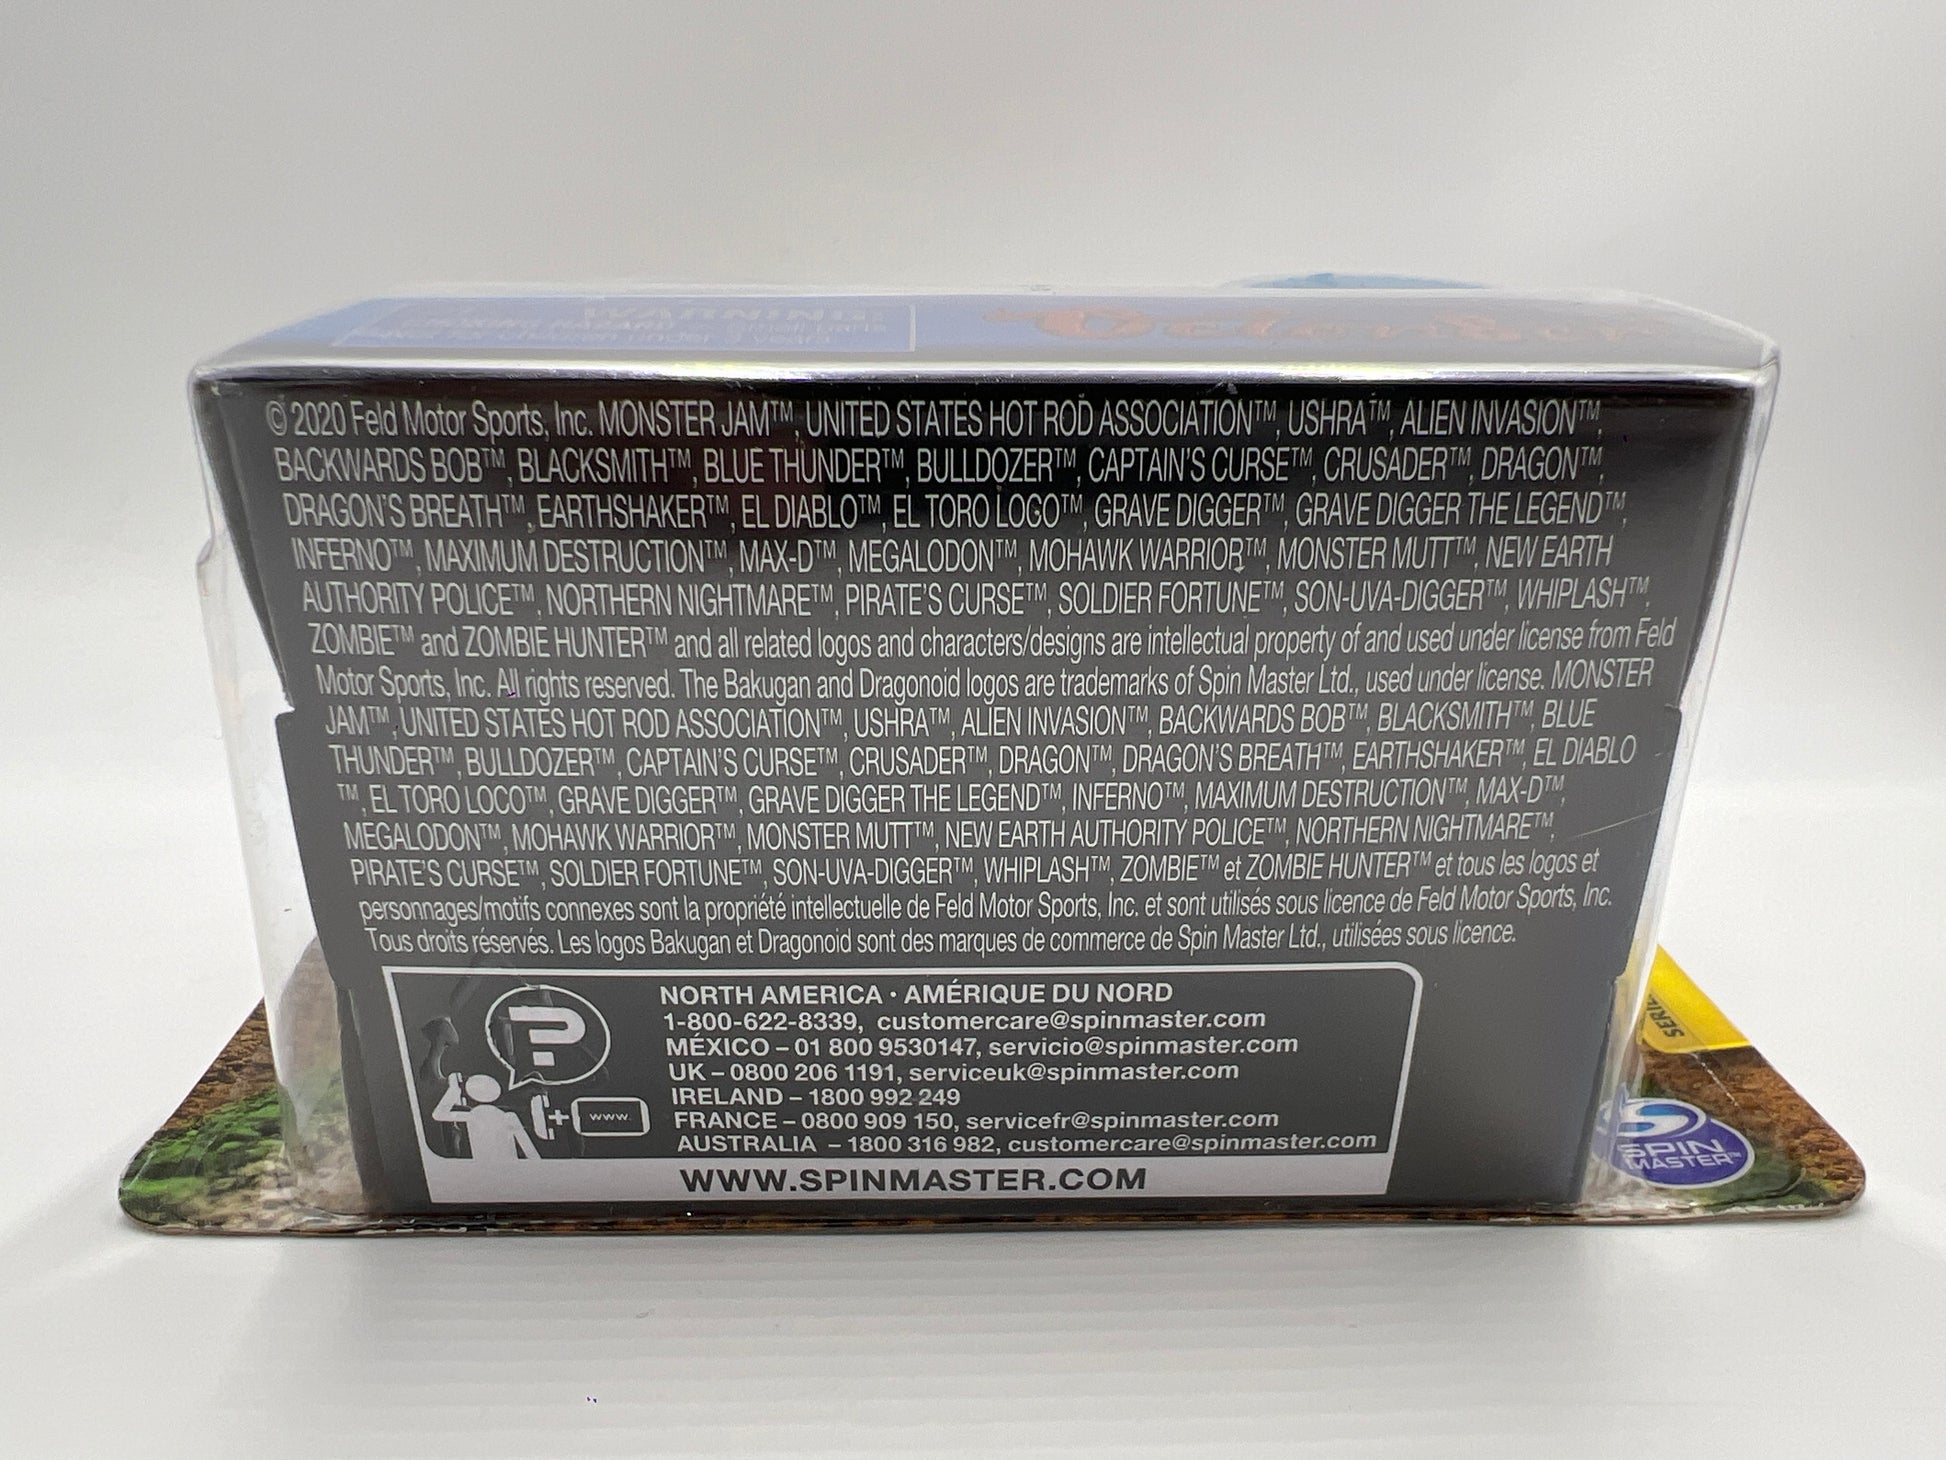 WARNING:
CHOKING HAZARD – Small parts
Not for children under 3 years
© 2020 Feld Motor Sports, Inc. MONSTER JAM™, UNITED STATES HOT ROD ASSOCIATION™, USHRA™, ALIEN INVASION™,
BACKWARDS BOB™, BLACKSMITH™, BLUE THUNDER™, BULLDOZER™, CAPTAIN'S CURSE™, CRUSADER™, DRAGON™,
DRAGON'S BREATH™, EARTHSHAKER™, EL DIABLO™, EL TORO LOCO™, GRAVE DIGGER™, GRAVE DIGGER THE LEGEND™,
INFERNO™, MAXIMUM DESTRUCTION™, MAX-D™, MEGALODON™, MOHAWK WARRIOR™, MONSTER MUTT™, NEW EARTH
AUTHORITY POLICE™, NORTHERN NIGHTMARE™, PIRATE'S CURSE™, SOLDIER FORTUNE™, SON-UVA-DIGGER™, WHIPLASH™,
ZOMBIE™ and ZOMBIE HUNTER™ and all related logos and characters/designs are intellectual property of and used under license from Feld
Motor Sports, Inc. All rights reserved. The Bakugan and Dragonoid logos are trademarks of Spin Master Ltd., used under license. MONSTER
JAM™, UNITED STATES HOT ROD ASSOCIATION™, USHRA™, ALIEN INVASION™, BACKWARDS BOB™, BLACKSMITH™, BLUE
THUNDER™, BULLDOZER™, CAPTAIN'S CURSE™, CRUSADER™, DRAGON™, DRAGON'S BREATH™, EARTHSHAKER™, EL DIABLO
™, EL TORO LOCO™, GRAVE DIGGER™, GRAVE DIGGER THE LEGEND™, INFERNO™, MAXIMUM DESTRUCTION™, MAX-D™,
MEGALODON™, MOHAWK WARRIOR™, MONSTER MUTT™, NEW EARTH AUTHORITY POLICE™, NORTHERN NIGHTMARE™,
PIRATE'S CURSE™, SOLDIER FORTUNE™, SON-UVA-DIGGER™, WHIPLASH™, ZOMBIE™ et ZOMBIE HUNTER™ et tous les logos et
personnages/motifs connexes sont la propriété intellectuelle de Feld Motor Sports, Inc. et sont utilisés sous licence de Feld Motor Sports, Inc.
Tous droits réservés. Les logos Bakugan et Dragonoid sont des marques de commerce de Spin Master Ltd., utilisées sous licence.
?
+ www.
NORTH AMERICA • AMÉRIQUE DU NORD
1-800-622-8339, customercare@spinmaster.com
MÉXICO – 01 800 9530147, servicio@spinmaster.com
UK – 0800 206 1191, serviceuk@spinmaster.com
IRELAND – 1800 992 249
FRANCE – 0800 909 150, servicefr@spinmaster.com
AUSTRALIA – 1800 316 982, customercare@spinmaster.com
WWW.SPINMASTER.COM
SPIN
MASTER™